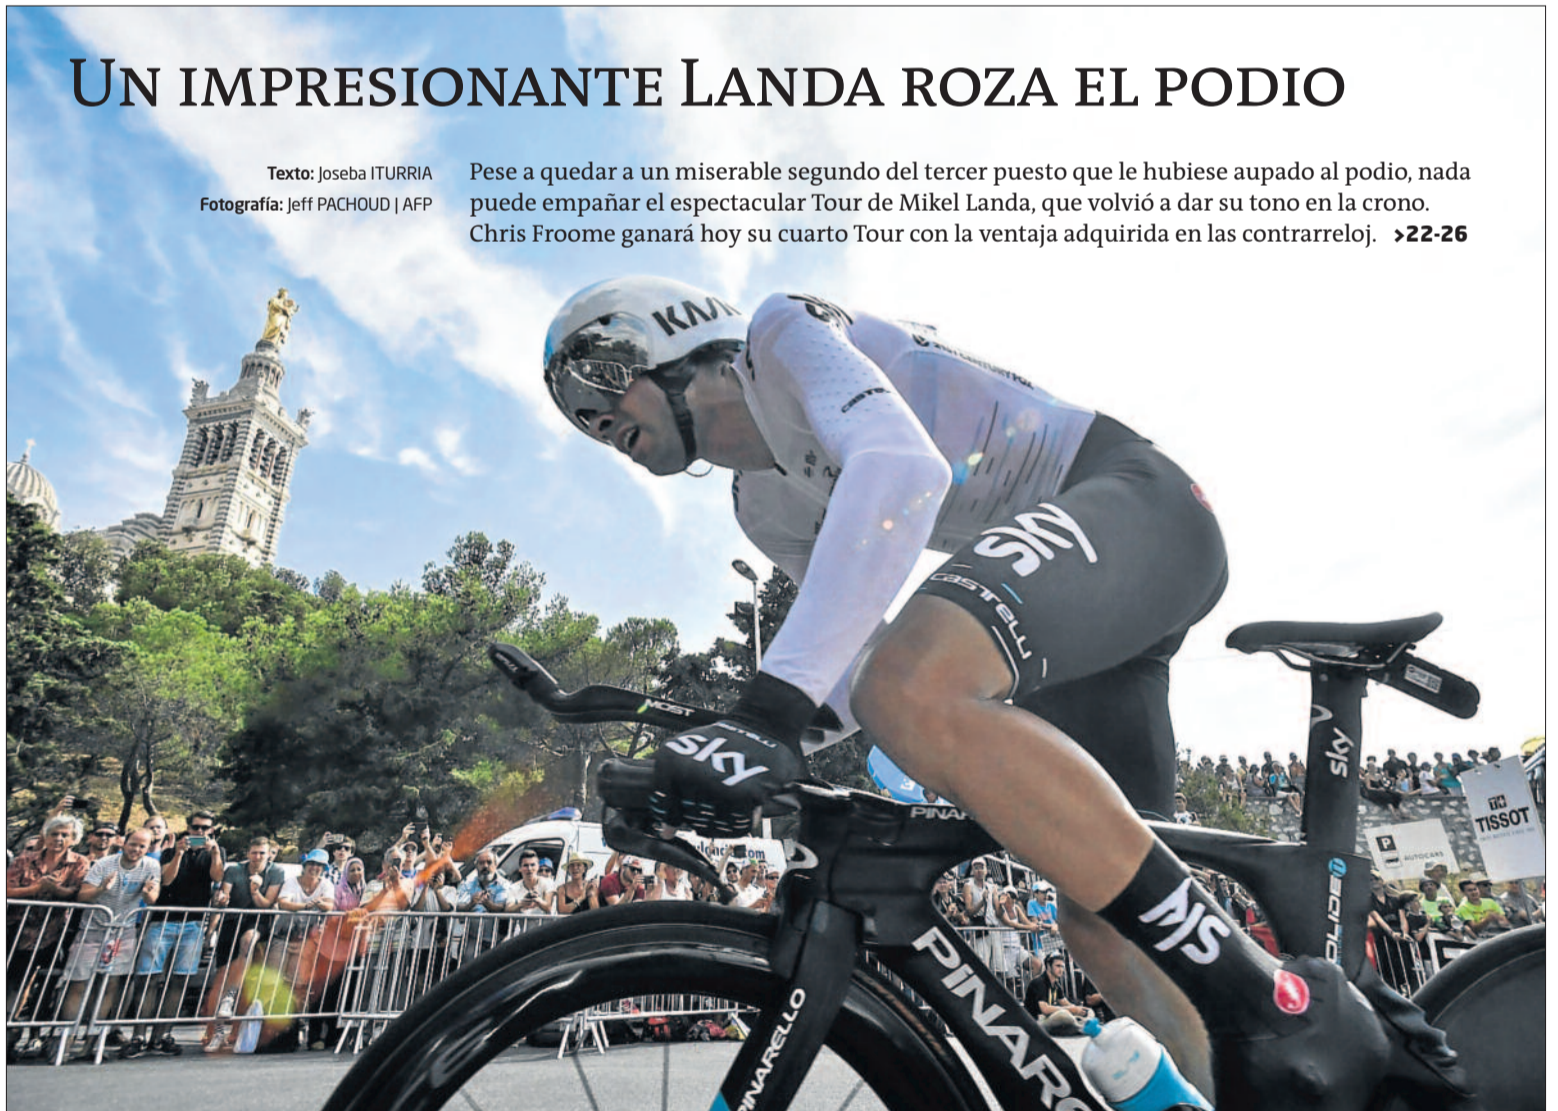 Un impresionante Landa roza el podio
Texto: Joseba ITURRIA
Fotografía: Jeff PACHOUD | AFP
Pese a quedar a un miserable segundo del tercer puesto que le hubiese aupado al podio, nada
puede empañar el espectacular Tour de Mikel Landa, que volvió a dar su tono en la crono.
Chris Froome ganará hoy su cuarto Tour con la ventaja adquirida en las contrarreloj. >22-26
KASK
sky
CASTELLI
MOST
sky
sky
TISSOT
P
AUTOCARS
PINARELLO
PINARELLO